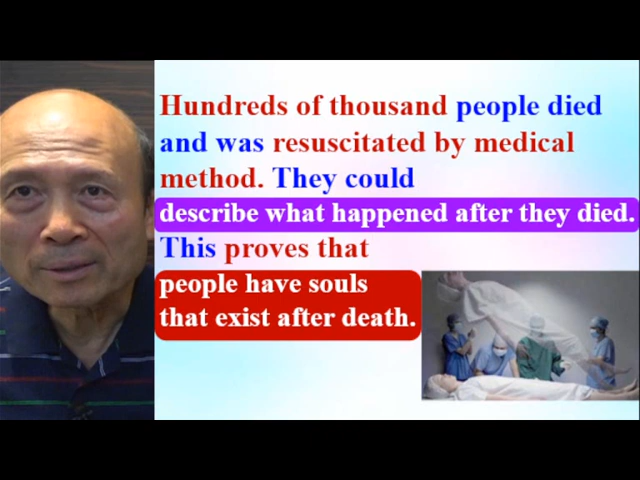 Hundreds of thousand people died
and was resuscitated by medical
method. They could
describe what happened after they died.
This proves that
people have souls
that exist after death.